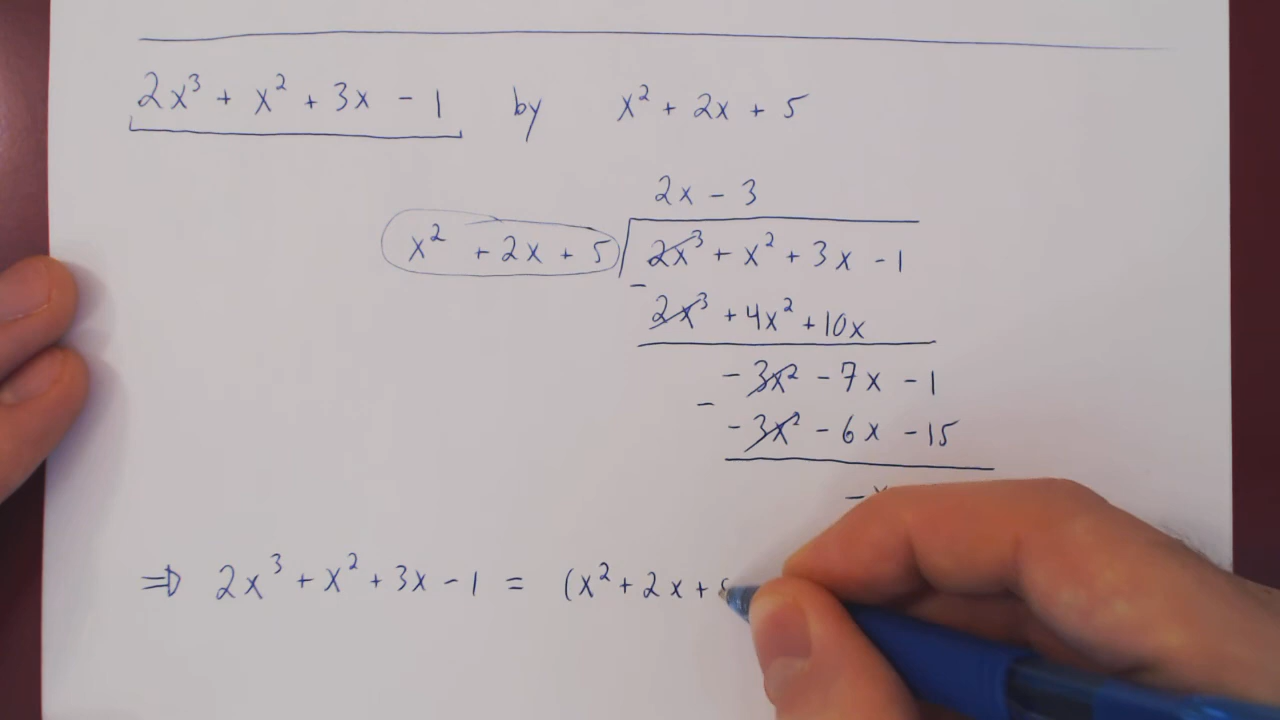 2x³ + x² + 3x - 1 by x² + 2x + 5
2x - 3
x² + 2x + 5 2x³ + x² + 3x - 1
-
2x³ + 4x² + 10x
-3x² - 7x - 1
-
-3x² - 6x - 15
-x
⇒ 2x³ + x² + 3x - 1 = (x² + 2x +